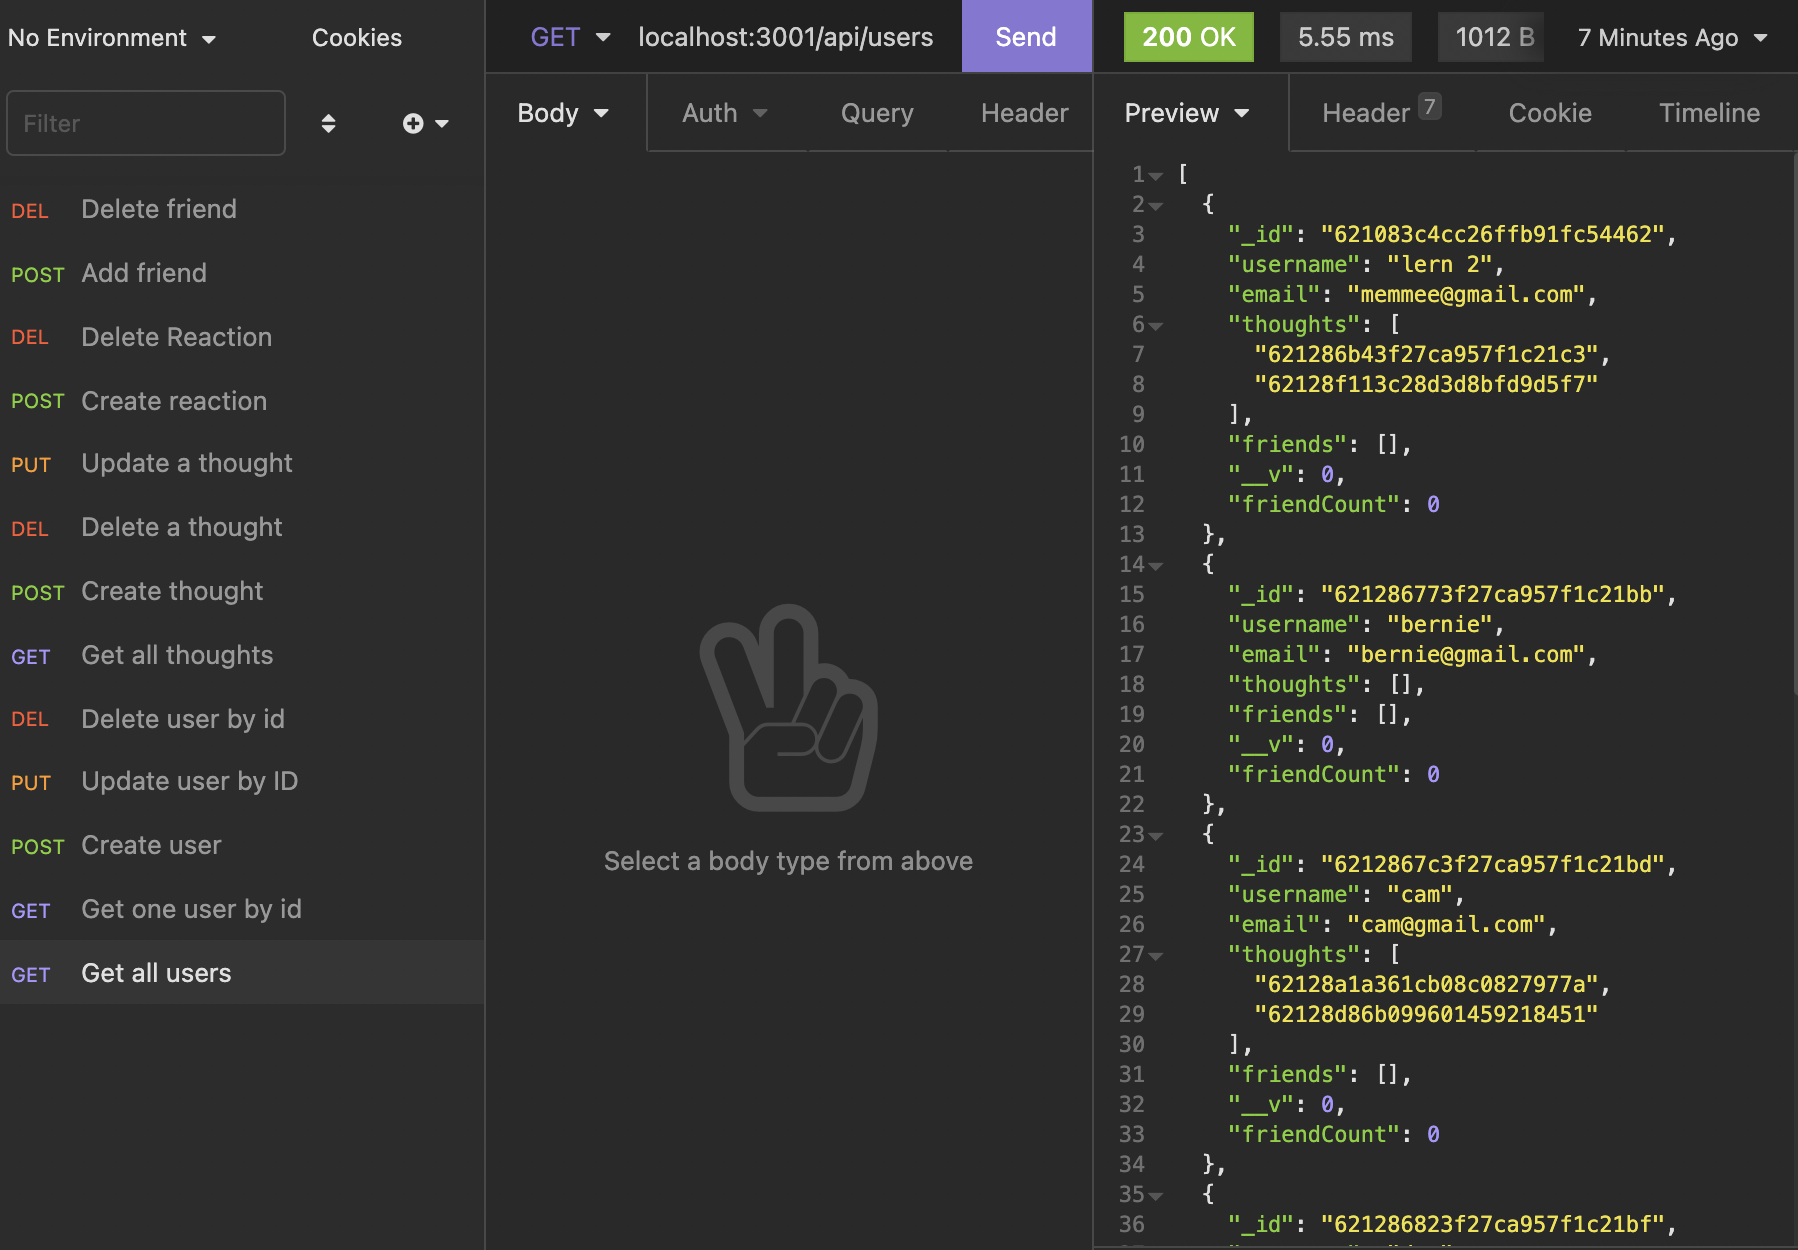 No Environment
Cookies
Filter
DEL Delete friend
POST Add friend
DEL Delete Reaction
POST Create reaction
PUT Update a thought
DEL Delete a thought
POST Create thought
GET Get all thoughts
DEL Delete user by id
PUT Update user by ID
POST Create user
GET Get one user by id
GET Get all users
GET localhost:3001/api/users Send
Body Auth Query Header
Select a body type from above
200 OK 5.55 ms 1012 B 7 Minutes Ago
Preview Header 7 Cookie Timeline
1 [
2 {
3 "_id": "621083c4cc26ffb91fc54462",
4 "username": "lern 2",
5 "email": "memmee@gmail.com",
6 "thoughts": [
7 "621286b43f27ca957f1c21c3",
8 "62128f113c28d3d8bfd9d5f7"
9 ],
10 "friends": [],
11 "__v": 0,
12 "friendCount": 0
13 },
14 {
15 "_id": "621286773f27ca957f1c21bb",
16 "username": "bernie",
17 "email": "bernie@gmail.com",
18 "thoughts": [],
19 "friends": [],
20 "__v": 0,
21 "friendCount": 0
22 },
23 {
24 "_id": "6212867c3f27ca957f1c21bd",
25 "username": "cam",
26 "email": "cam@gmail.com",
27 "thoughts": [
28 "62128a1a361cb08c0827977a",
29 "62128d86b099601459218451"
30 ],
31 "friends": [],
32 "__v": 0,
33 "friendCount": 0
34 },
35 {
36 "_id": "621286823f27ca957f1c21bf",